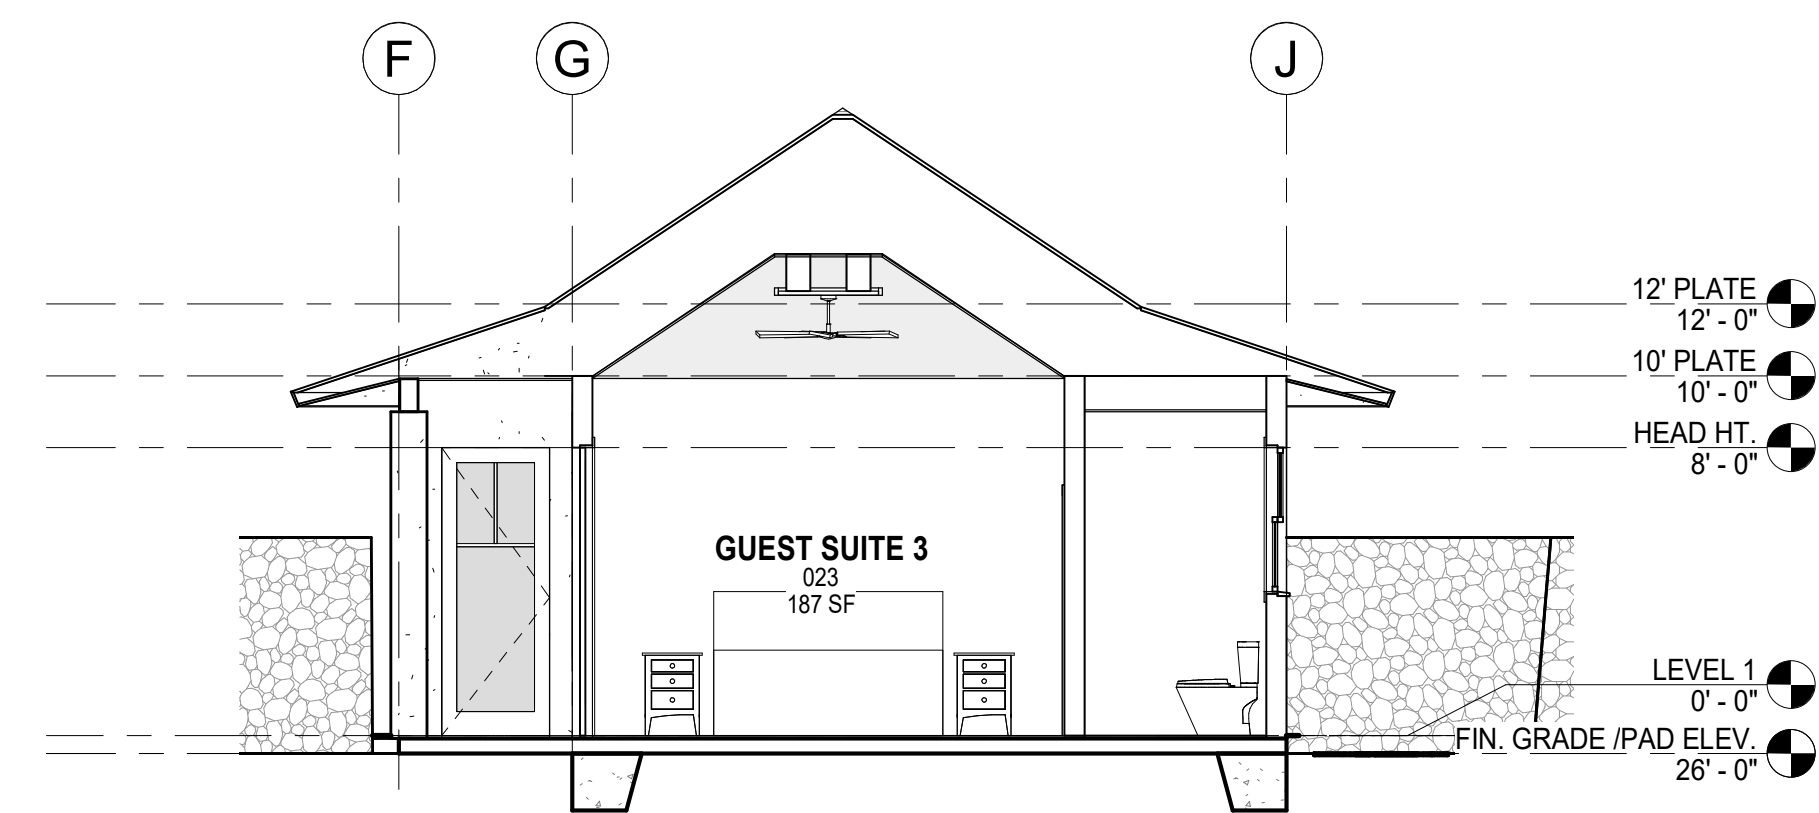 F
G
J
12' PLATE
12' - 0"
10' PLATE
10' - 0"
HEAD HT.
8' - 0"
GUEST SUITE 3
023
187 SF
LEVEL 1
0' - 0"
FIN. GRADE /PAD ELEV.
26' - 0"